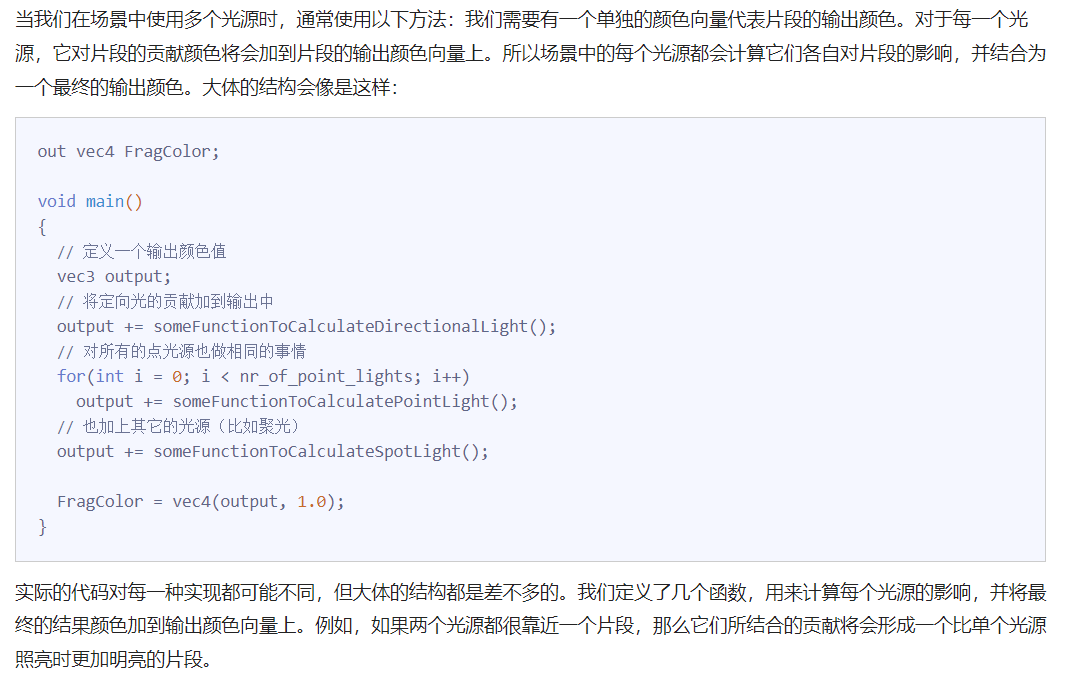 当我们在场景中使用多个光源时，通常使用以下方法：我们需要有一个单独的颜色向量代表片段的输出颜色。对于每一个光
源，它对片段的贡献颜色将会加到片段的输出颜色向量上。所以场景中的每个光源都会计算它们各自对片段的影响，并结合为
一个最终的输出颜色。大体的结构会像是这样：
out vec4 FragColor;
void main()
{
// 定义一个输出颜色值
vec3 output;
// 将定向光的贡献加到输出中
output += someFunctionToCalculateDirectionalLight();
// 对所有的点光源也做相同的事情
for(int i = 0; i < nr_of_point_lights; i++)
output += someFunctionToCalculatePointLight();
// 也加上其它的光源（比如聚光）
output += someFunctionToCalculateSpotLight();
FragColor = vec4(output, 1.0);
}
实际的代码对每一种实现都可能不同，但大体的结构都是差不多的。我们定义了几个函数，用来计算每个光源的影响，并将最
终的结果颜色加到输出颜色向量上。例如，如果两个光源都很靠近一个片段，那么它们所结合的贡献将会形成一个比单个光源
照亮时更加明亮的片段。